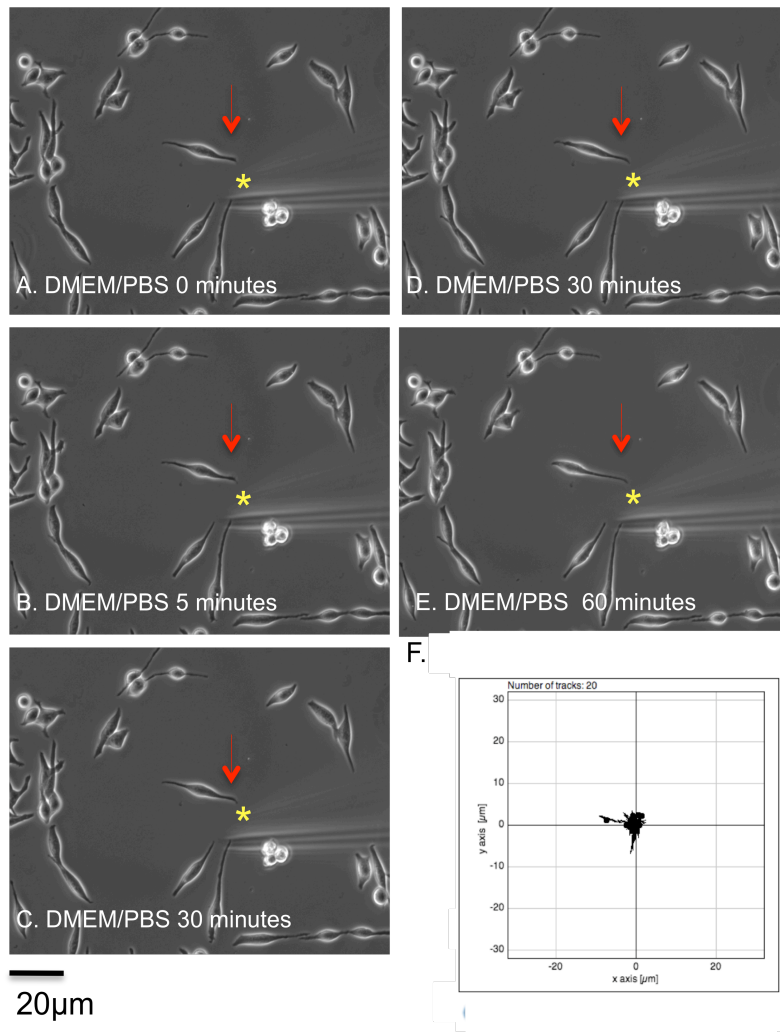 *
A. DMEM/PBS 0 minutes
*
B. DMEM/PBS 5 minutes
*
C. DMEM/PBS 30 minutes
20µm
*
D. DMEM/PBS 30 minutes
*
E. DMEM/PBS  60 minutes
F.
Number of tracks: 20
30
20
10
0
-10
-20
-30
y axis [µm]
-20 0 20
x axis [µm]